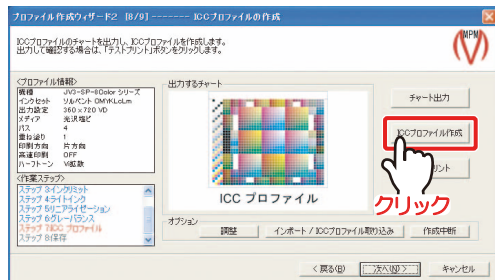 プロファイル作成ウィザード2 [8/9] ------- ICCプロファイルの作成
ICCプロファイルのチャートを出力し、ICCプロファイルを作成します。
出力して確認する場合は、「テストプリント」ボタンをクリックします。
MPM
<プロファイル情報>
機種 JV3-SP-8Color シリーズ
インクセット ソルベント CMYKLcLm
出力設定 360 x 720 VD
メディア 光沢塩ビ
パス 4
重ね塗り 1
印刷方向 片方向
高速印刷 OFF
ハーフトーン V拡散
<作業ステップ>
ステップ 3インクリミット
ステップ 4ライトインク
ステップ 5リニアライゼーション
ステップ 6グレーバランス
ステップ 7ICC プロファイル
ステップ 8保存
出力するチャート
ICC プロファイル
オプション
調整
インポート / ICCプロファイル取り込み
作成中断
チャート出力
ICCプロファイル作成
リント
クリック
< 戻る(B)
次へ(N) >
キャンセル